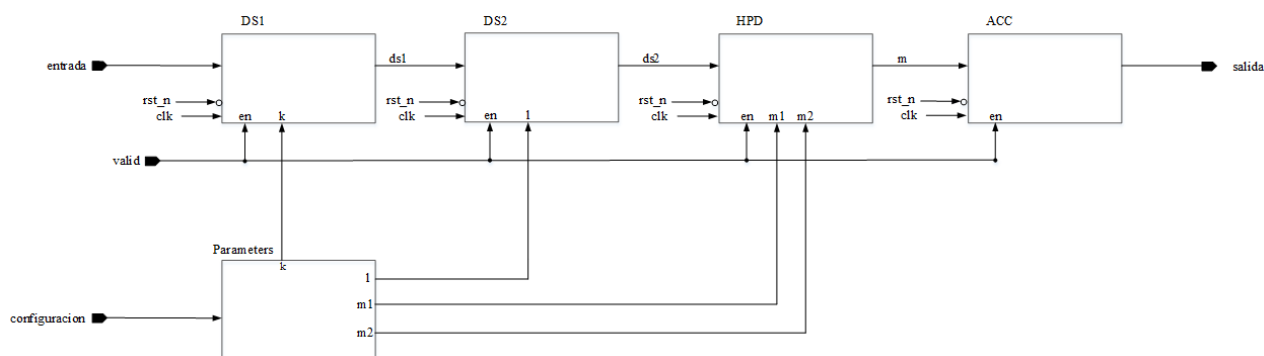 DS1 DS2 HPD ACC
entrada ds1 ds2 m salida
rst_n rst_n rst_n rst_n
clk en k clk en l clk en m1 m2 clk en
valid
Parameters
k
l
m1
configuracion
m2